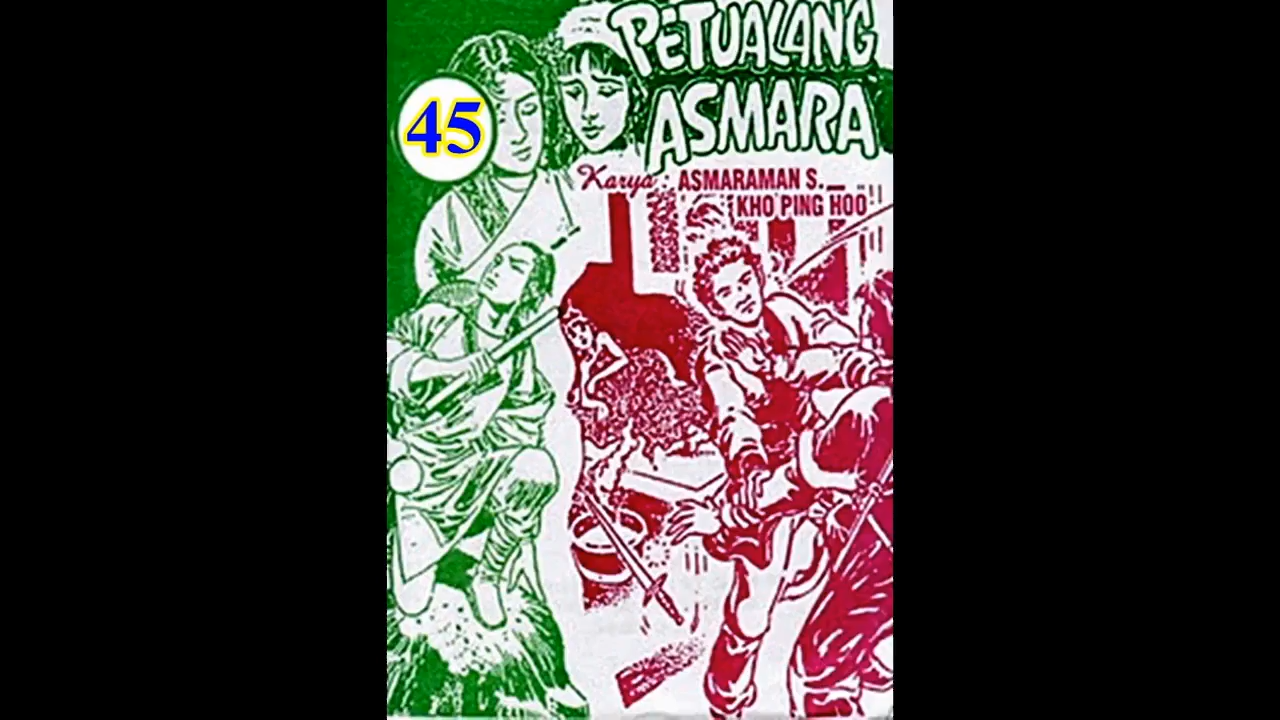 PETUALANG
ASMARA
45
Karya : ASMARAMAN S.
KHO PING HOO